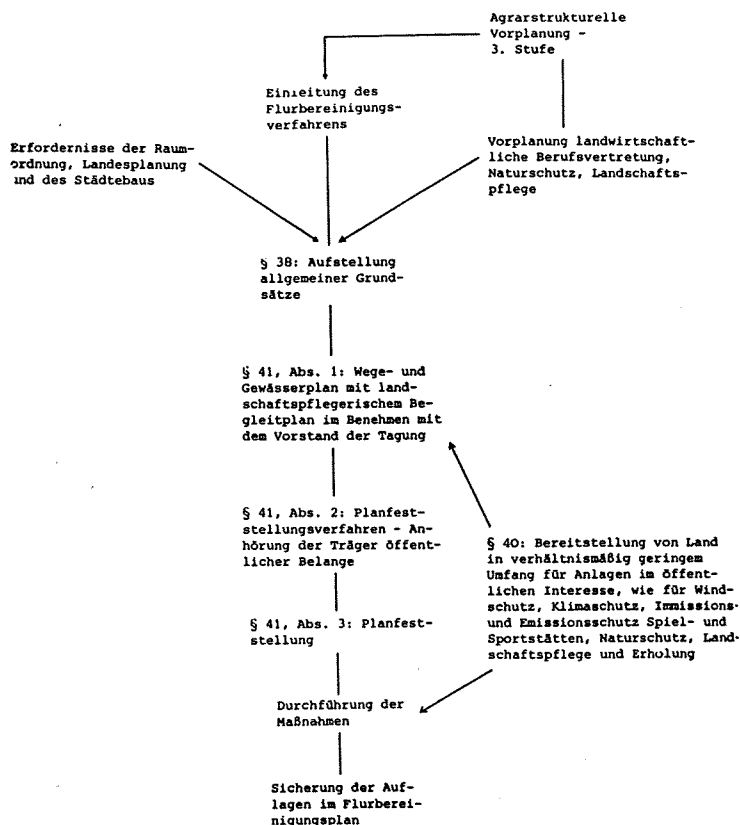 Agrarstrukturelle
Vorplanung -
3. Stufe
Einleitung des
Flurbereinigungs-
verfahrens
Erfordernisse der Raum-
ordnung, Landesplanung
und des Städtebaus
Vorplanung landwirtschaft-
liche Berufsvertretung,
Naturschutz, Landschafts-
pflege
§ 38: Aufstellung
allgemeiner Grund-
sätze
§ 41, Abs. 1: Wege- und
Gewässerplan mit land-
schaftspflegerischem Be-
gleitplan im Benehmen mit
dem Vorstand der Tagung
§ 41, Abs. 2: Planfest-
stellungsverfahren - An-
hörung der Träger öffent-
licher Belange
§ 40: Bereitstellung von Land
in verhältnismäßig geringem
Umfang für Anlagen im öffent-
lichen Interesse, wie für Wind-
schutz, Klimaschutz, Immissions-
und Emissionsschutz Spiel- und
Sportstätten, Naturschutz, Land-
schaftspflege und Erholung
§ 41, Abs. 3: Planfest-
stellung
Durchführung der
Maßnahmen
Sicherung der Auf-
lagen im Flurberei-
nigungsplan